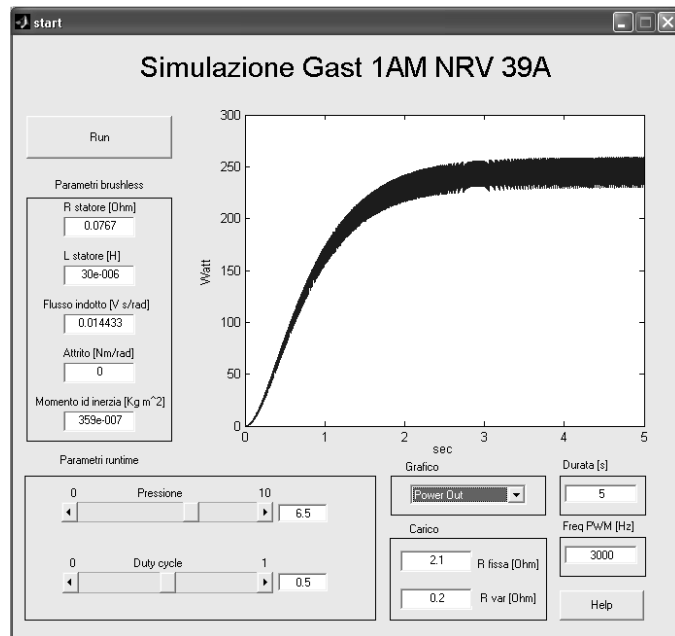 start
Simulazione Gast 1AM NRV 39A
Run
Parametri brushless
R statore [Ohm]
0.0767
L statore [H]
30e-006
Flusso indotto [V s/rad]
0.014433
Attrito [Nm/rad]
0
Momento id inerzia [Kg m^2]
359e-007
300
250
200
150
100
50
0
Watt
0 1 2 3 4 5
sec
Parametri runtime
0 Pressione 10
6.5
0 Duty cycle 1
0.5
Grafico
Power Out
Carico
2.1 R fissa [Ohm]
0.2 R var [Ohm]
Durata [s]
5
Freq PWM [Hz]
3000
Help